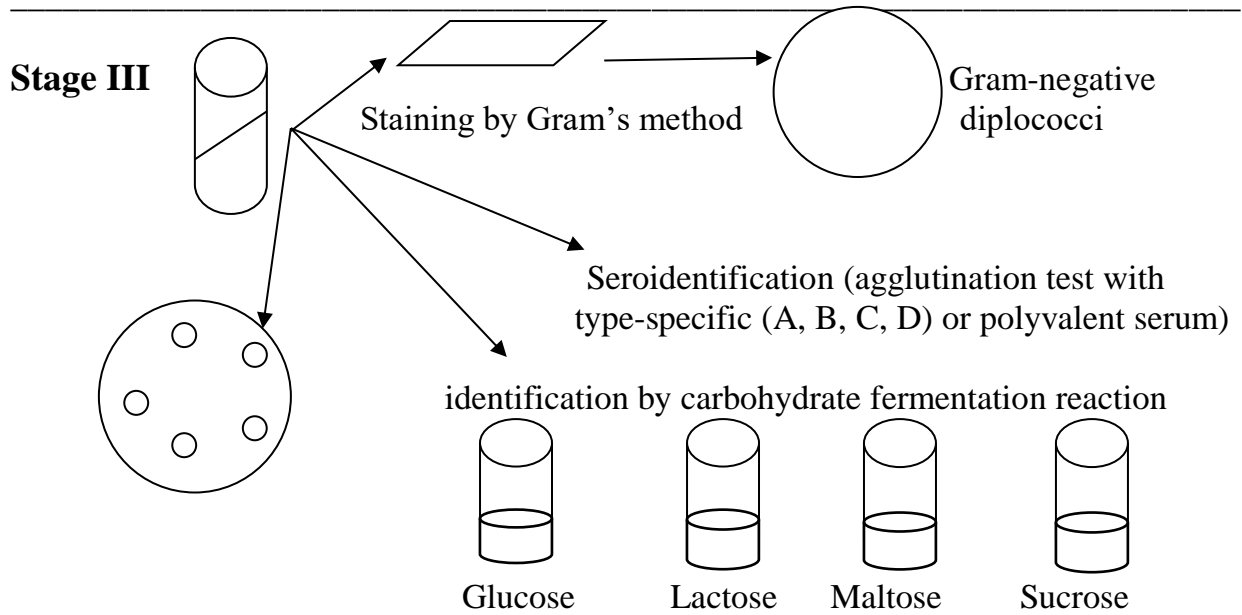 Stage III
Staining by Gram’s method
Gram-negative
diplococci
Seroidentification (agglutination test with
type-specific (A, B, C, D) or polyvalent serum)
identification by carbohydrate fermentation reaction
Glucose Lactose Maltose Sucrose